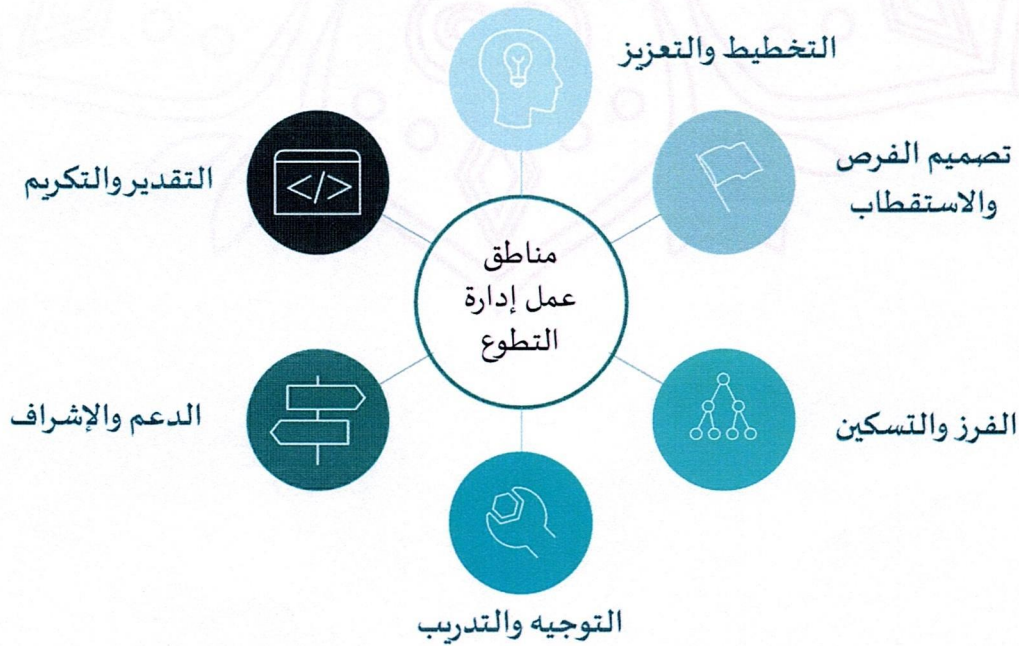 التخطيط والتعزيز
تصميم الفرص
والاستقطاب
الفرز والتسكين
التوجيه والتدريب
الدعم والإشراف
التقدير والتكريم
مناطق
عمل إدارة
التطوع